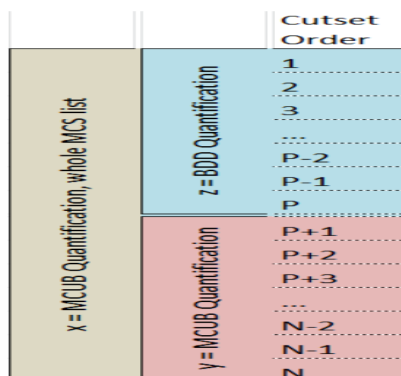 Cutset
Order
x = MCUB Quantification, whole MCS list
z = BDD Quantification
1
2
3
...
P-2
P-1
P
y = MCUB Quantification
P+1
P+2
P+3
...
N-2
N-1
N